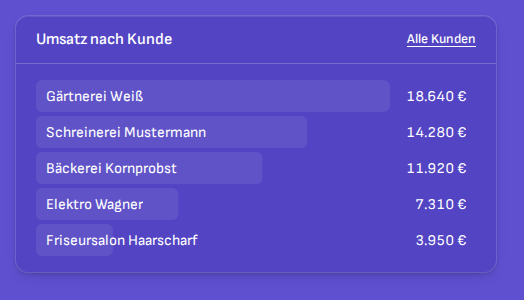 Umsatz nach Kunde
Alle Kunden
Gärtnerei Weiß 18.640 €
Schreinerei Mustermann 14.280 €
Bäckerei Kornprobst 11.920 €
Elektro Wagner 7.310 €
Friseursalon Haarscharf 3.950 €